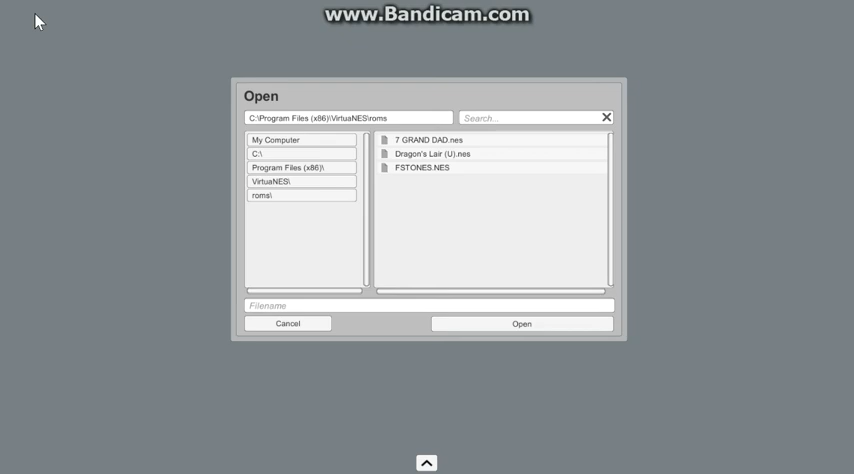 www.Bandicam.com
Open
C:\Program Files (x86)\VirtuaNES\roms
Search...
My Computer
C:\
Program Files (x86)\
VirtuaNES\
roms\
7 GRAND DAD.nes
Dragon's Lair (U).nes
FSTONES.NES
Filename
Cancel
Open